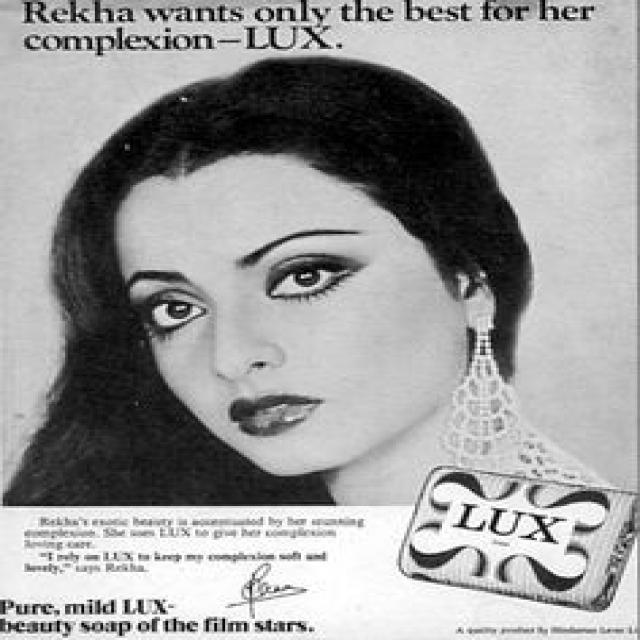 Rekha wants only the best for her
complexion—LUX.
LUX
Rekha's exotic beauty is accentuated by her stunning
complexion. She uses LUX to give her complexion
loving care.
"I rely on LUX to keep my complexion soft and
lovely," says Rekha.
Pure, mild LUX-
beauty soap of the film stars.
A quality product by Hindustan Lever